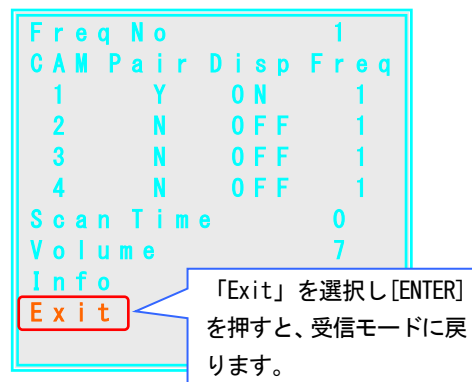 Freq No 1
CAM Pair Disp Freq
1 Y ON 1
2 N OFF 1
3 N OFF 1
4 N OFF 1
Scan Time 0
Volume 7
Info
Exit
「Exit」を選択し[ENTER]
を押すと、受信モードに戻
ります。